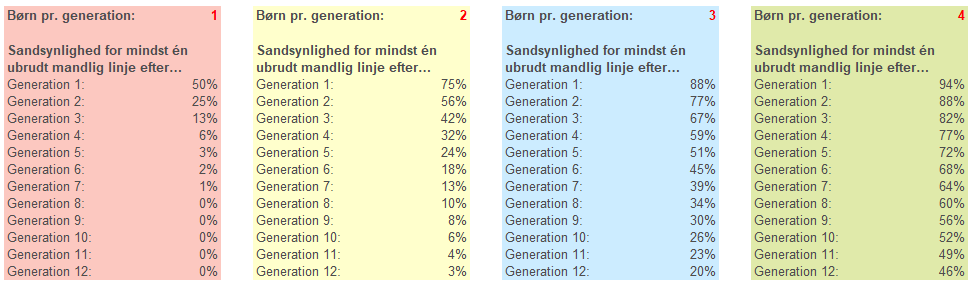 Børn pr. generation: 1
Sandsynlighed for mindst én
ubrudt mandlig linje efter…
Generation 1: 50%
Generation 2: 25%
Generation 3: 13%
Generation 4: 6%
Generation 5: 3%
Generation 6: 2%
Generation 7: 1%
Generation 8: 0%
Generation 9: 0%
Generation 10: 0%
Generation 11: 0%
Generation 12: 0%
Børn pr. generation: 2
Sandsynlighed for mindst én
ubrudt mandlig linje efter…
Generation 1: 75%
Generation 2: 56%
Generation 3: 42%
Generation 4: 32%
Generation 5: 24%
Generation 6: 18%
Generation 7: 13%
Generation 8: 10%
Generation 9: 8%
Generation 10: 6%
Generation 11: 4%
Generation 12: 3%
Børn pr. generation: 3
Sandsynlighed for mindst én
ubrudt mandlig linje efter…
Generation 1: 88%
Generation 2: 77%
Generation 3: 67%
Generation 4: 59%
Generation 5: 51%
Generation 6: 45%
Generation 7: 39%
Generation 8: 34%
Generation 9: 30%
Generation 10: 26%
Generation 11: 23%
Generation 12: 20%
Børn pr. generation: 4
Sandsynlighed for mindst én
ubrudt mandlig linje efter…
Generation 1: 94%
Generation 2: 88%
Generation 3: 82%
Generation 4: 77%
Generation 5: 72%
Generation 6: 68%
Generation 7: 64%
Generation 8: 60%
Generation 9: 56%
Generation 10: 52%
Generation 11: 49%
Generation 12: 46%